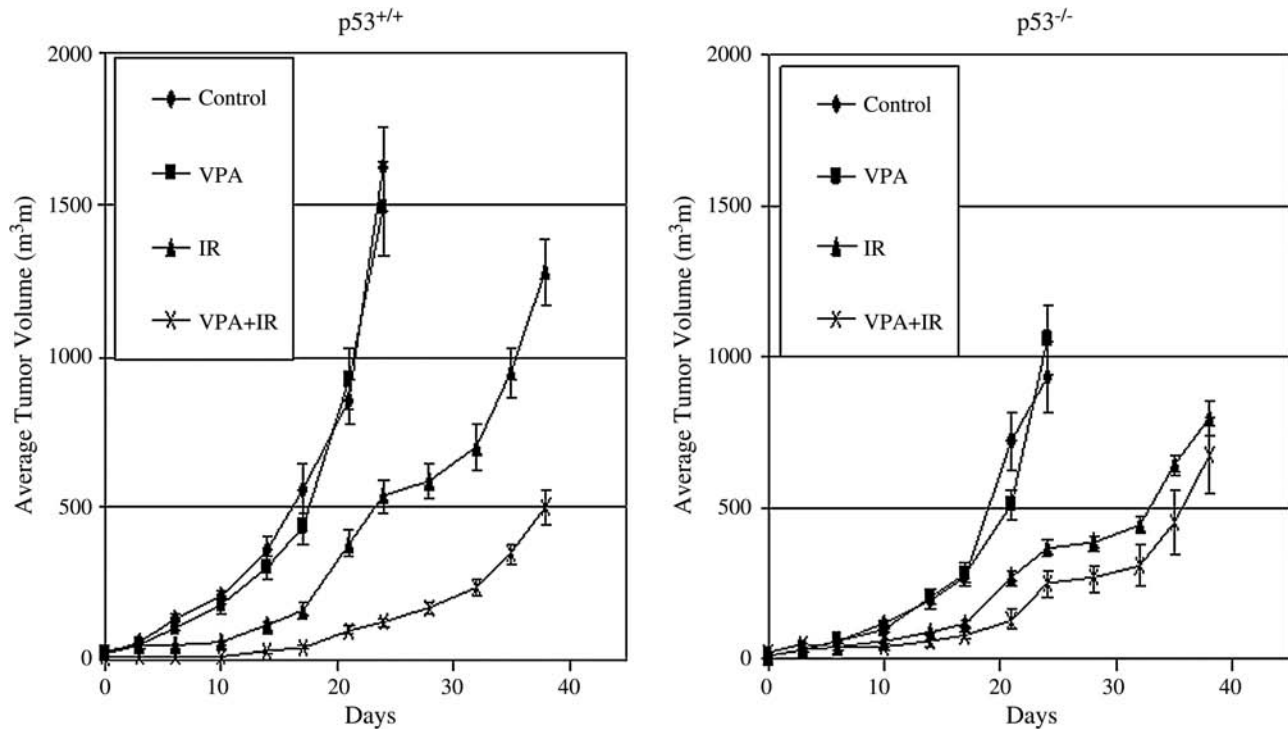 p53+/+
2000
1500
1000
500
0
Average Tumor Volume (m³m)
Control
VPA
IR
VPA+IR
0
10
20
30
40
Days
p53-/-
2000
1500
1000
500
0
Average Tumor Volume (m³m)
Control
VPA
IR
VPA+IR
0
10
20
30
40
Days